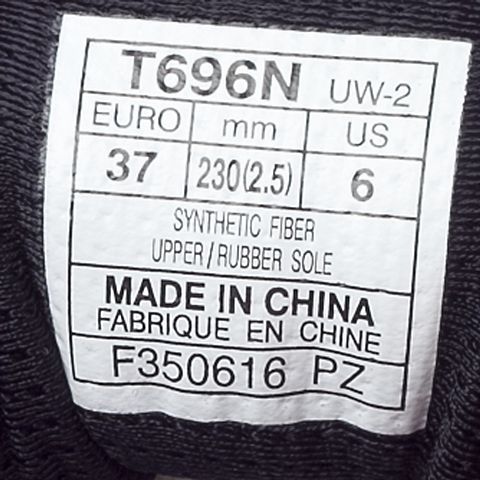 T696N UW-2
EURO mm US
37 230(2.5) 6
SYNTHETIC FIBER
UPPER/RUBBER SOLE
MADE IN CHINA
FABRIQUE EN CHINE
F350616 PZ